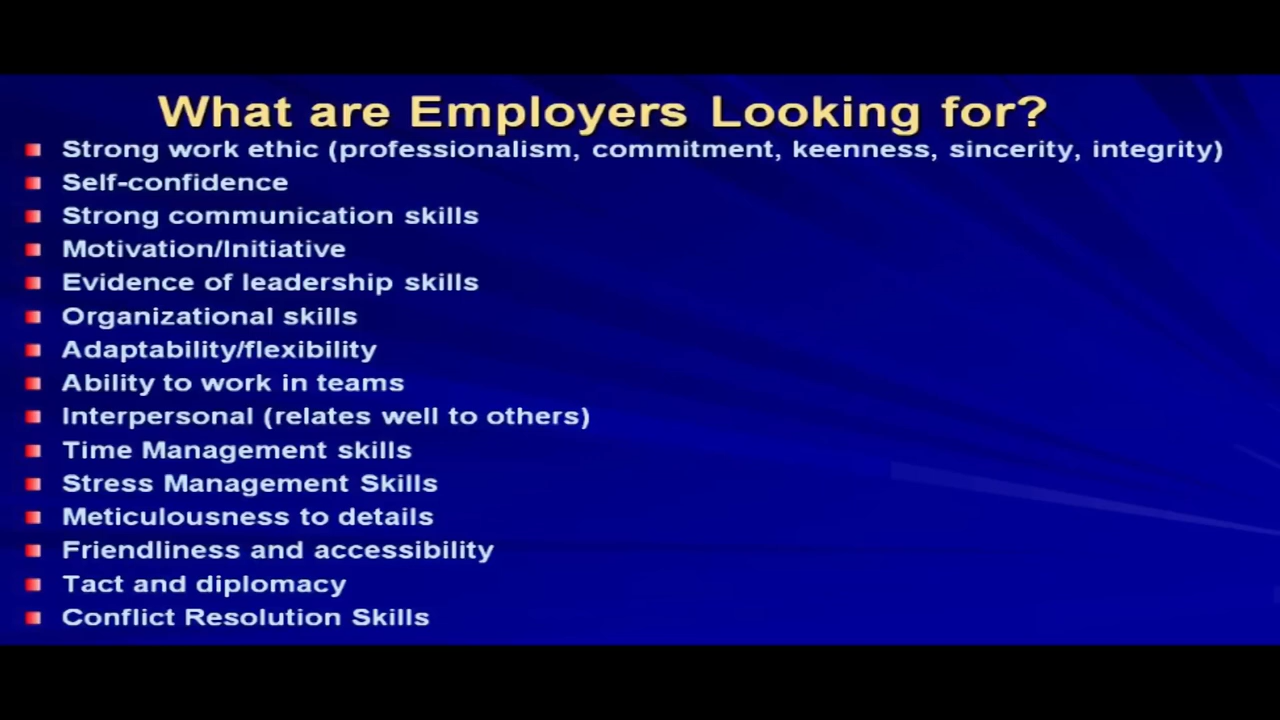 What are Employers Looking for?
Strong work ethic (professionalism, commitment, keenness, sincerity, integrity)
Self-confidence
Strong communication skills
Motivation/Initiative
Evidence of leadership skills
Organizational skills
Adaptability/flexibility
Ability to work in teams
Interpersonal (relates well to others)
Time Management skills
Stress Management Skills
Meticulousness to details
Friendliness and accessibility
Tact and diplomacy
Conflict Resolution Skills